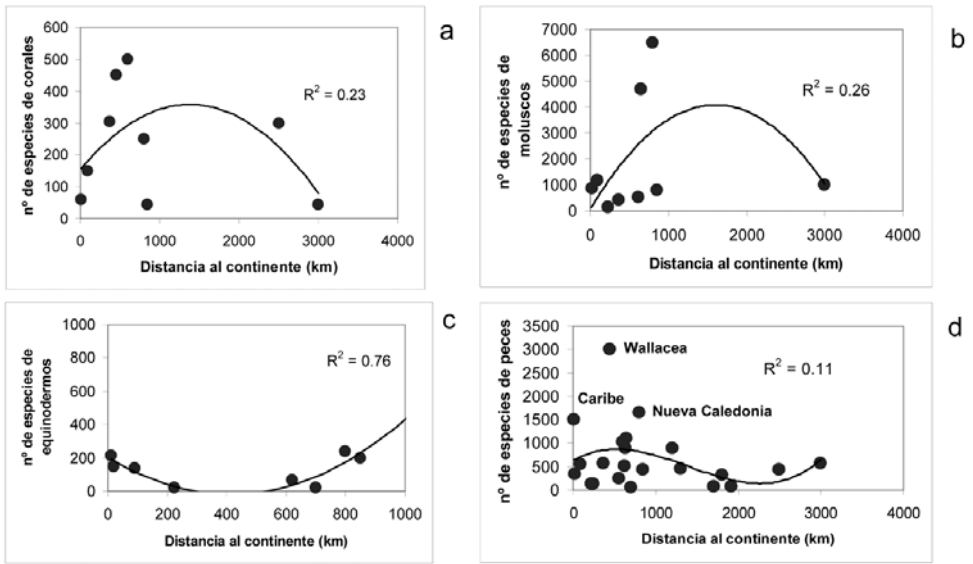 a
nº de especies de corales
600
500
400
300
200
100
0
R² = 0.23
0 1000 2000 3000 4000
Distancia al continente (km)
b
nº de especies de
moluscos
7000
6000
5000
4000
3000
2000
1000
0
R² = 0.26
0 1000 2000 3000 4000
Distancia al continente (km)
c
nº de especies de
equinodermos
1000
800
600
400
200
0
R² = 0.76
0 200 400 600 800 1000
Distancia al continente (km)
d
nº de especies de peces
3500
3000
2500
2000
1500
1000
500
0
Wallacea
R² = 0.11
Caribe
Nueva Caledonia
0 1000 2000 3000 4000
Distancia al continente (km)